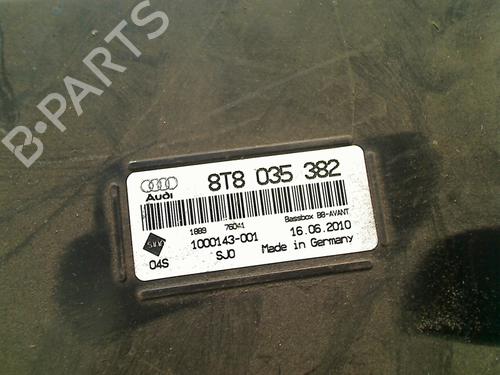 B-PARTS
Audi
8T8 035 382
1889 76041
Bassbox B8-AVANT
1000143-001
16.06.2010
04S
SJ0
Made in Germany